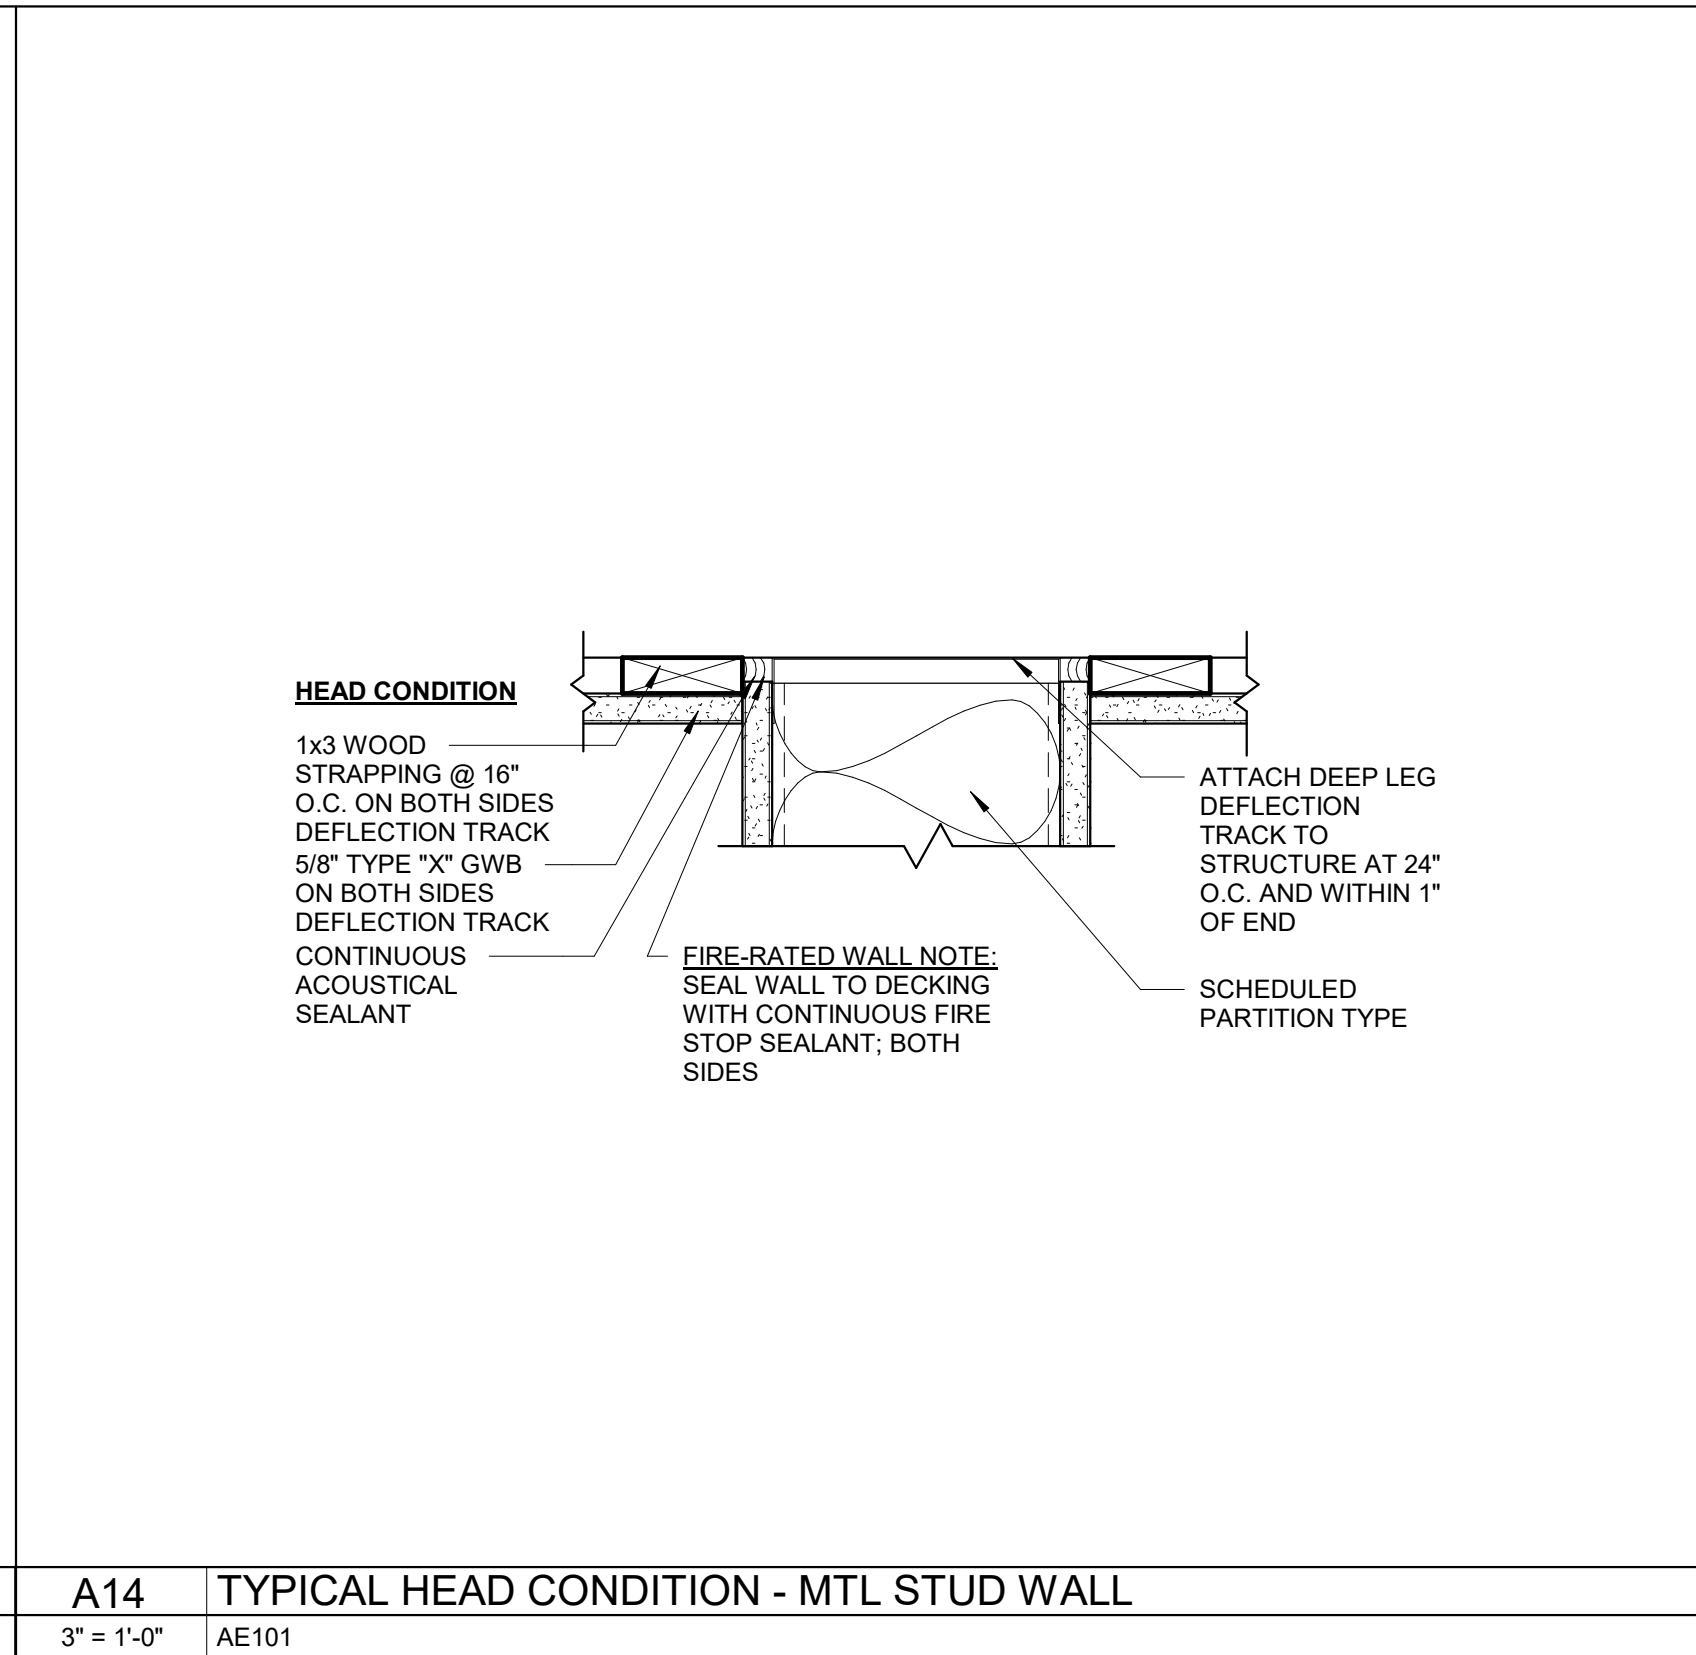 HEAD CONDITION
1x3 WOOD
STRAPPING @ 16"
O.C. ON BOTH SIDES
DEFLECTION TRACK
5/8" TYPE "X" GWB
ON BOTH SIDES
DEFLECTION TRACK
CONTINUOUS
ACOUSTICAL
SEALANT
FIRE-RATED WALL NOTE:
SEAL WALL TO DECKING
WITH CONTINUOUS FIRE
STOP SEALANT; BOTH
SIDES
ATTACH DEEP LEG
DEFLECTION
TRACK TO
STRUCTURE AT 24"
O.C. AND WITHIN 1"
OF END
SCHEDULED
PARTITION TYPE
A14 TYPICAL HEAD CONDITION - MTL STUD WALL
3" = 1'-0" AE101